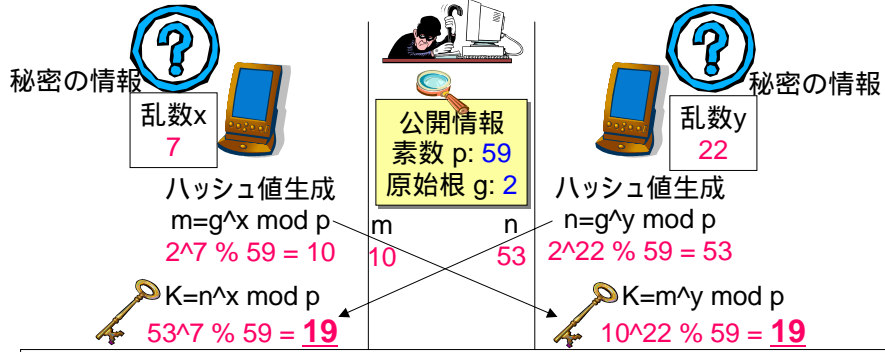 秘密の情報
乱数x
7
ハッシュ値生成
m=g^x mod p
2^7 % 59 = 10
K=n^x mod p
53^7 % 59 = 19
公開情報
素数 p: 59
原始根 g: 2
m
10
n
53
秘密の情報
乱数y
22
ハッシュ値生成
n=g^y mod p
2^22 % 59 = 53
K=m^y mod p
10^22 % 59 = 19